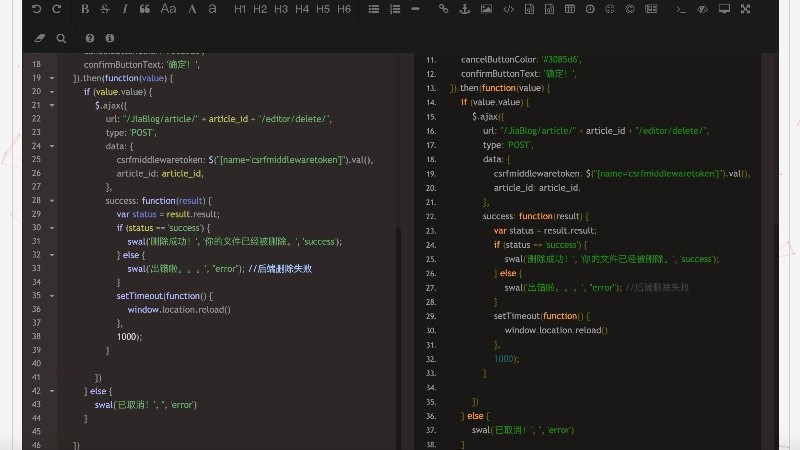 B S I Aa A a H1 H2 H3 H4 H5 H6
18 confirmButtonText: '确定！',
19 }).then(function(value) {
20 if (value.value) {
21 $.ajax({
22 url: "/JiaBlog/article/" + article_id + "/editor/delete/",
23 type: 'POST',
24 data: {
25 csrfmiddlewaretoken: $("[name='csrfmiddlewaretoken']").val(),
26 article_id: article_id,
27 },
28 success: function(result) {
29 var status = result.result;
30 if (status == 'success') {
31 swal('删除成功！', '你的文件已经被删除。', 'success');
32 } else {
33 swal('出错啦。。。', "error"); //后端删除失败
34 }
35 setTimeout(function() {
36 window.location.reload()
37 },
38 1000);
39 }
40
41 })
42 } else {
43 swal('已取消！', '', 'error')
44 }
45
46 })
11. cancelButtonColor: '#3085d6',
12. confirmButtonText: '确定！',
13. }).then(function(value) {
14. if (value.value) {
15. $.ajax({
16. url: "/JiaBlog/article/" + article_id + "/editor/delete/",
17. type: 'POST',
18. data: {
19. csrfmiddlewaretoken: $("[name='csrfmiddlewaretoken']").val(),
20. article_id: article_id,
21. },
22. success: function(result) {
23. var status = result.result;
24. if (status == 'success') {
25. swal('删除成功！', '你的文件已经被删除。', 'success');
26. } else {
27. swal('出错啦。。。', "error"); //后端删除失败
28. }
29. setTimeout(function() {
30. window.location.reload()
31. },
32. 1000);
33. }
34.
35. })
36. } else {
37. swal('已取消！', '', 'error')
38. }